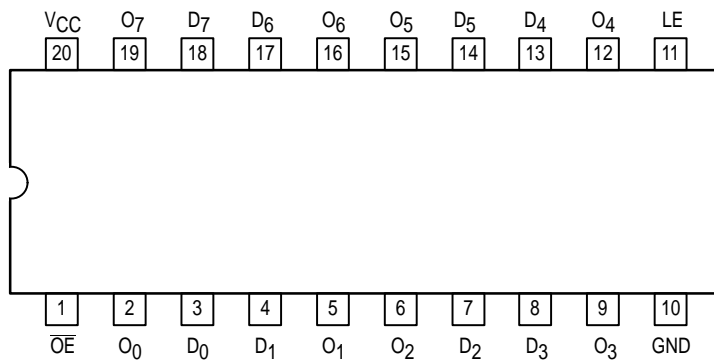 V_CC O₇ D₇ D₆ O₆ O₅ D₅ D₄ O₄ LE
20 19 18 17 16 15 14 13 12 11
1 2 3 4 5 6 7 8 9 10
O̅E̅ O₀ D₀ D₁ O₁ O₂ D₂ D₃ O₃ GND